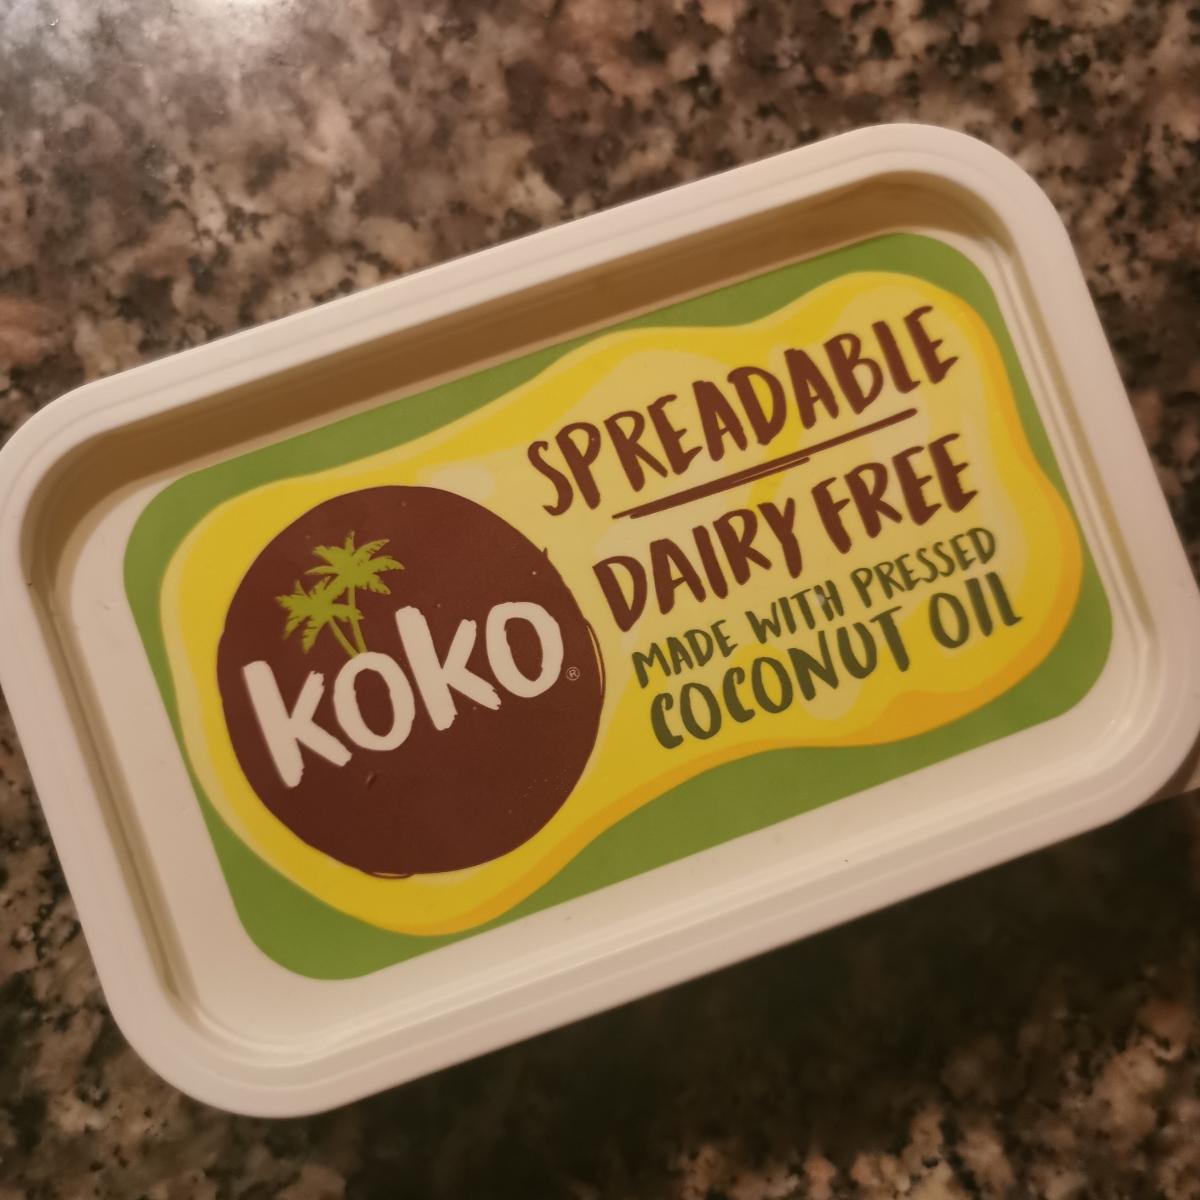 koko®
SPREADABLE
DAIRY FREE
MADE WITH PRESSED
COCONUT OIL